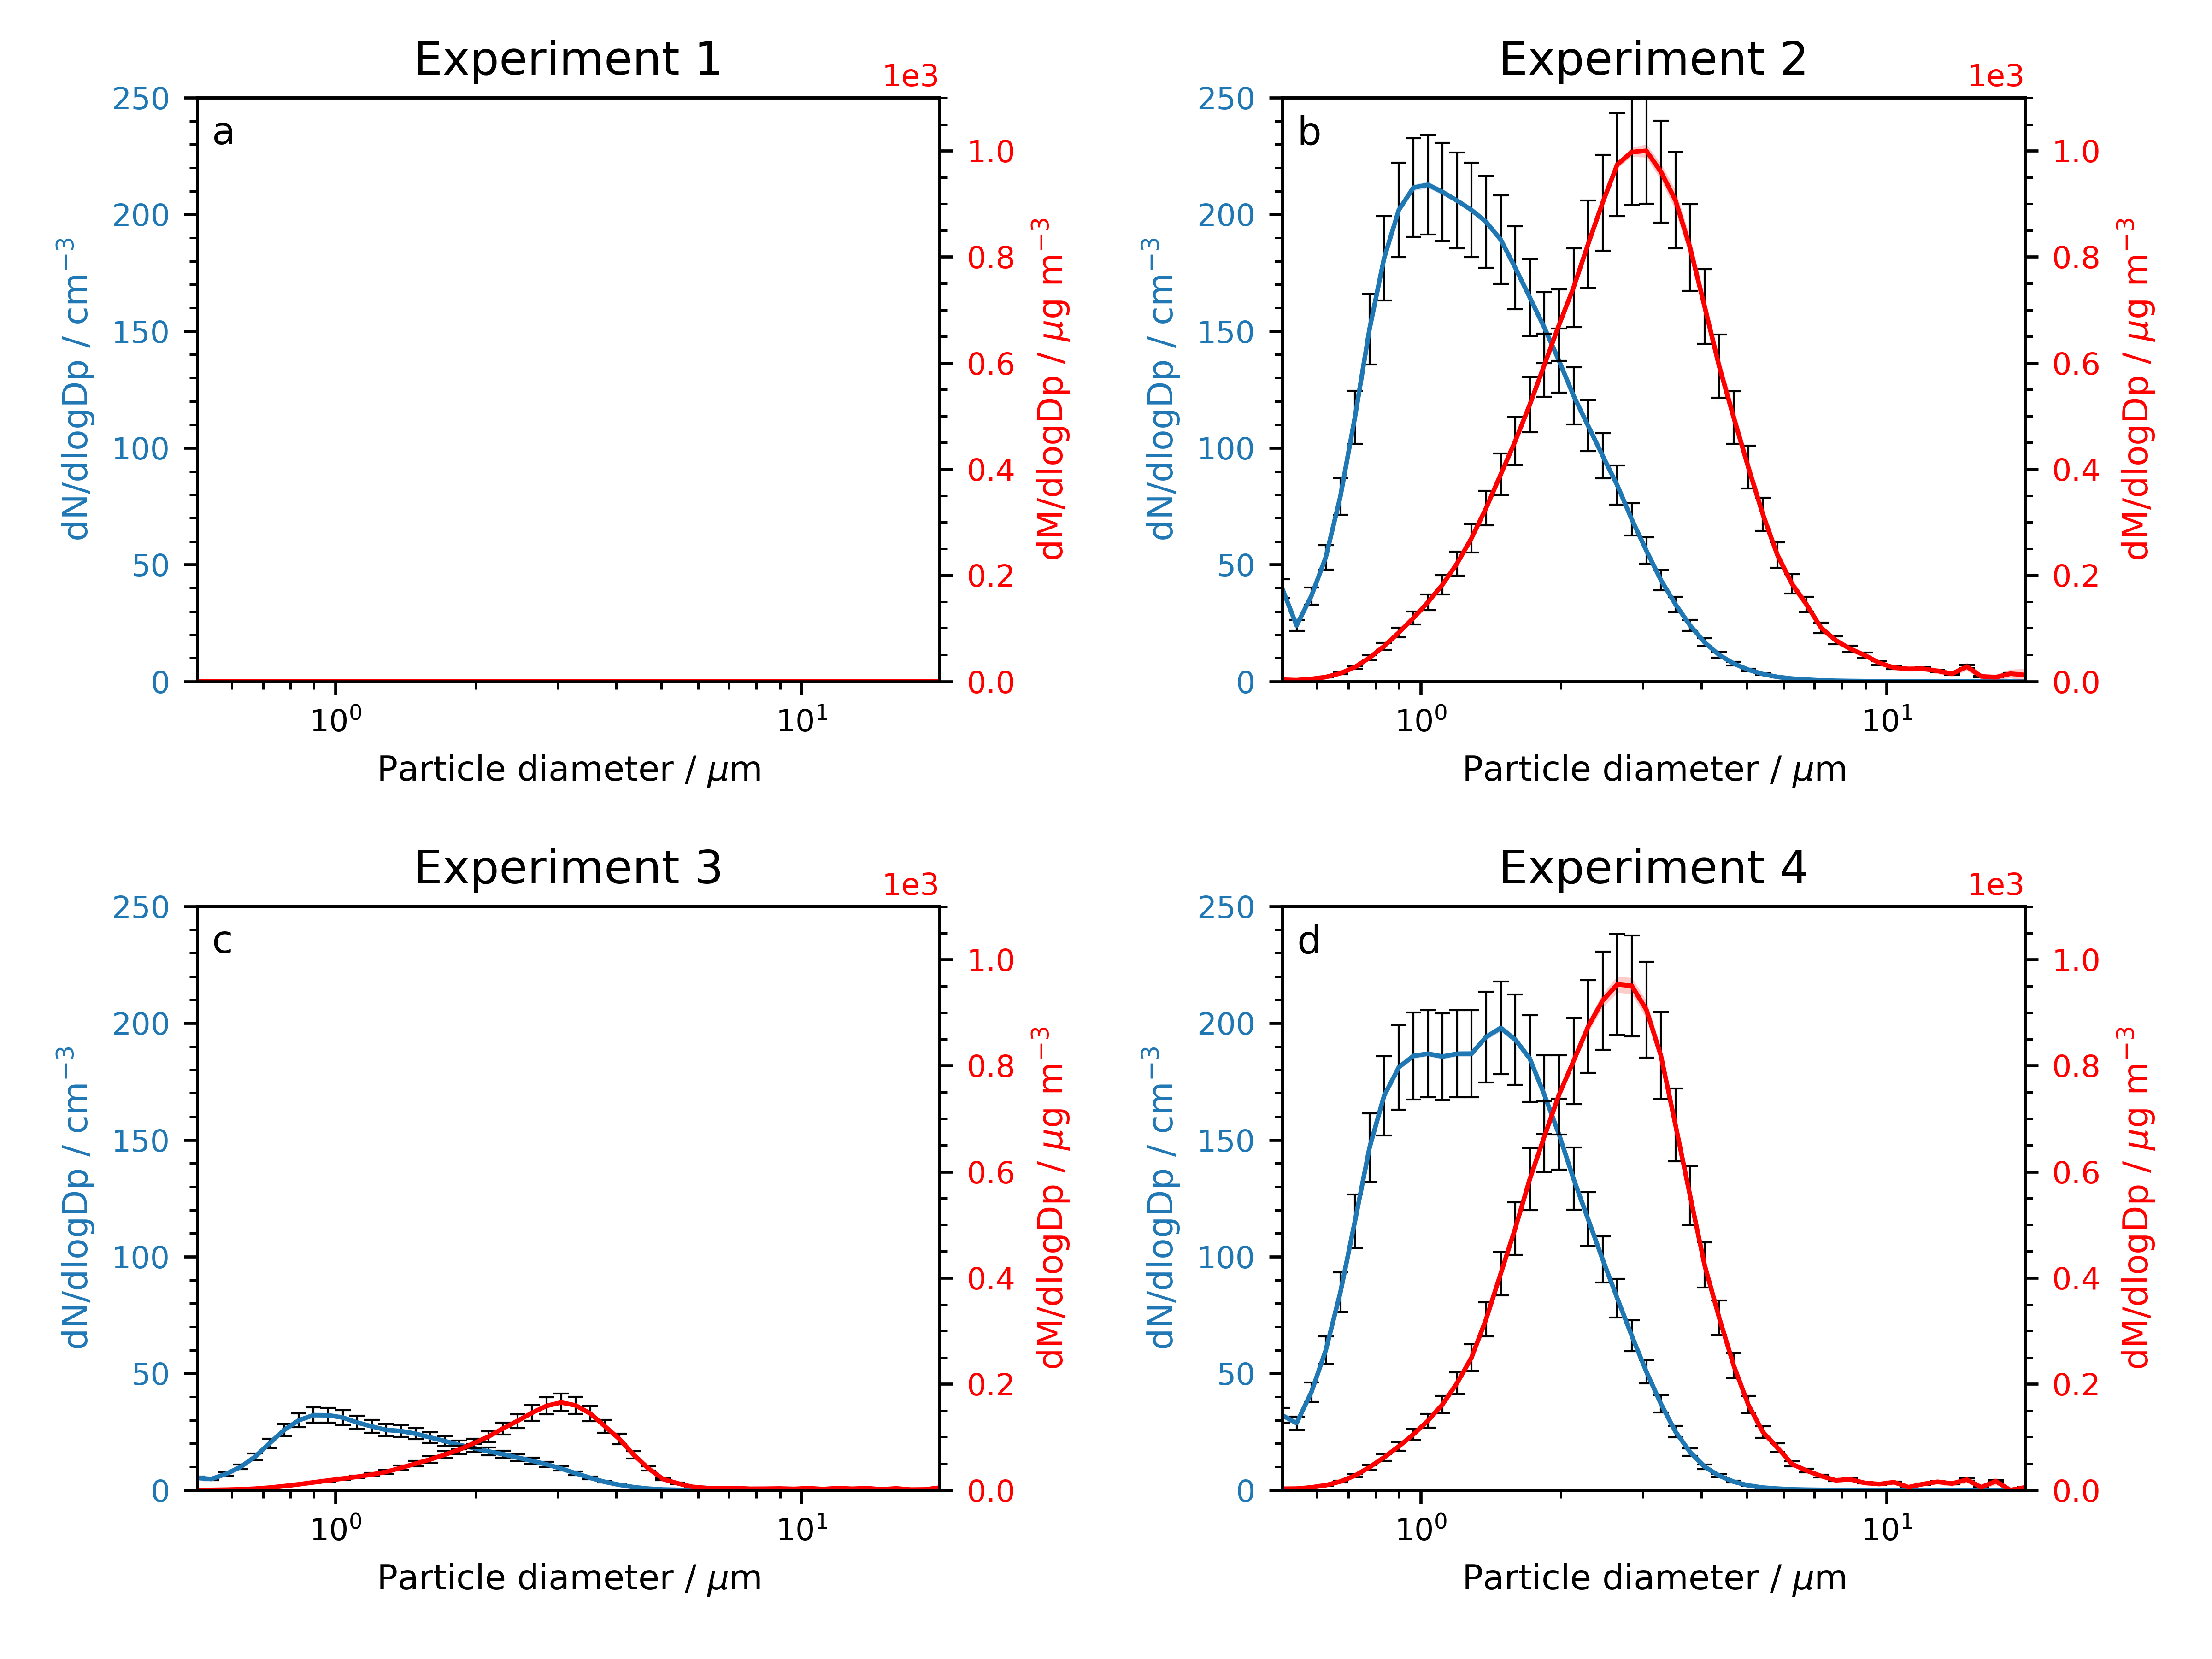 Experiment 1
1e3
a
250
200
150
100
50
0
dN/dlogDp / cm⁻³
1.0
0.8
0.6
0.4
0.2
0.0
dM/dlogDp / μg m⁻³
10⁰ 10¹
Particle diameter / μm
Experiment 2
1e3
b
250
200
150
100
50
0
dN/dlogDp / cm⁻³
1.0
0.8
0.6
0.4
0.2
0.0
dM/dlogDp / μg m⁻³
10⁰ 10¹
Particle diameter / μm
Experiment 3
1e3
c
250
200
150
100
50
0
dN/dlogDp / cm⁻³
1.0
0.8
0.6
0.4
0.2
0.0
dM/dlogDp / μg m⁻³
10⁰ 10¹
Particle diameter / μm
Experiment 4
1e3
d
250
200
150
100
50
0
dN/dlogDp / cm⁻³
1.0
0.8
0.6
0.4
0.2
0.0
dM/dlogDp / μg m⁻³
10⁰ 10¹
Particle diameter / μm